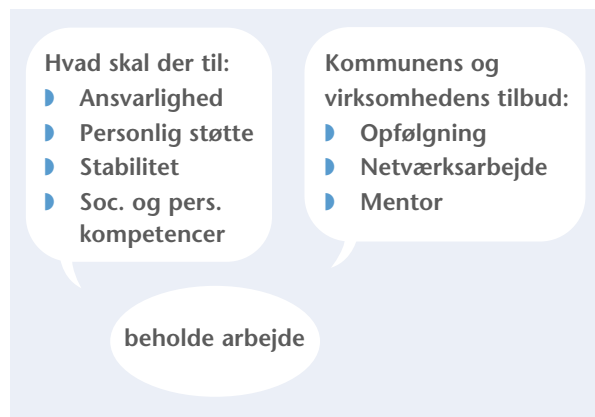 Hvad skal der til:
Ansvarlighed
Personlig støtte
Stabilitet
Soc. og pers.
kompetencer
Kommunens og
virksomhedens tilbud:
Opfølgning
Netværksarbejde
Mentor
beholde arbejde